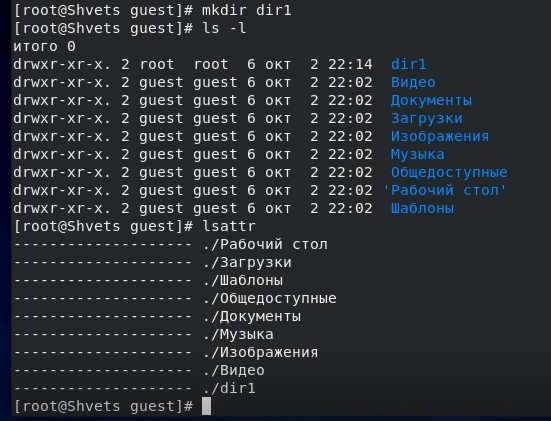 [root@Shvets guest]# mkdir dir1
[root@Shvets guest]# ls -l
итого 0
drwxr-xr-x. 2 root  root  6 окт  2 22:14  dir1
drwxr-xr-x. 2 guest guest 6 окт  2 22:02  Видео
drwxr-xr-x. 2 guest guest 6 окт  2 22:02  Документы
drwxr-xr-x. 2 guest guest 6 окт  2 22:02  Загрузки
drwxr-xr-x. 2 guest guest 6 окт  2 22:02  Изображения
drwxr-xr-x. 2 guest guest 6 окт  2 22:02  Музыка
drwxr-xr-x. 2 guest guest 6 окт  2 22:02  Общедоступные
drwxr-xr-x. 2 guest guest 6 окт  2 22:02 'Рабочий стол'
drwxr-xr-x. 2 guest guest 6 окт  2 22:02  Шаблоны
[root@Shvets guest]# lsattr
-------------------- ./Рабочий стол
-------------------- ./Загрузки
-------------------- ./Шаблоны
-------------------- ./Общедоступные
-------------------- ./Документы
-------------------- ./Музыка
-------------------- ./Изображения
-------------------- ./Видео
-------------------- ./dir1
[root@Shvets guest]#